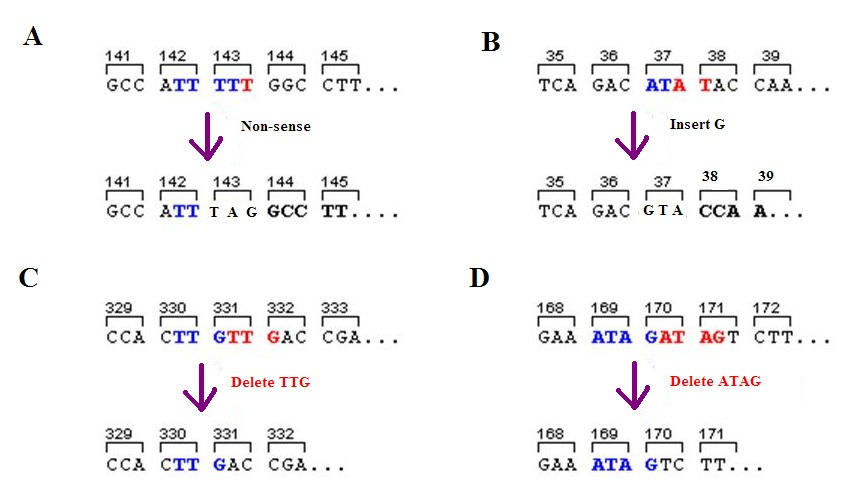 A
141 142 143 144 145
GCC ATT TTT GGC CTT...
Non-sense
141 142 143 144 145
GCC ATT T A G GCC TT....
B
35 36 37 38 39
TCA GAC ATA TAC CAA...
Insert G
35 36 37 38 39
TCA GAC G T A CCA A...
C
329 330 331 332 333
CCA CTT GTT GAC CGA...
Delete TTG
329 330 331 332
CCA CTT GAC CGA...
D
168 169 170 171 172
GAA ATA GAT AGT CTT...
Delete ATAG
168 169 170 171
GAA ATA GTC TT...